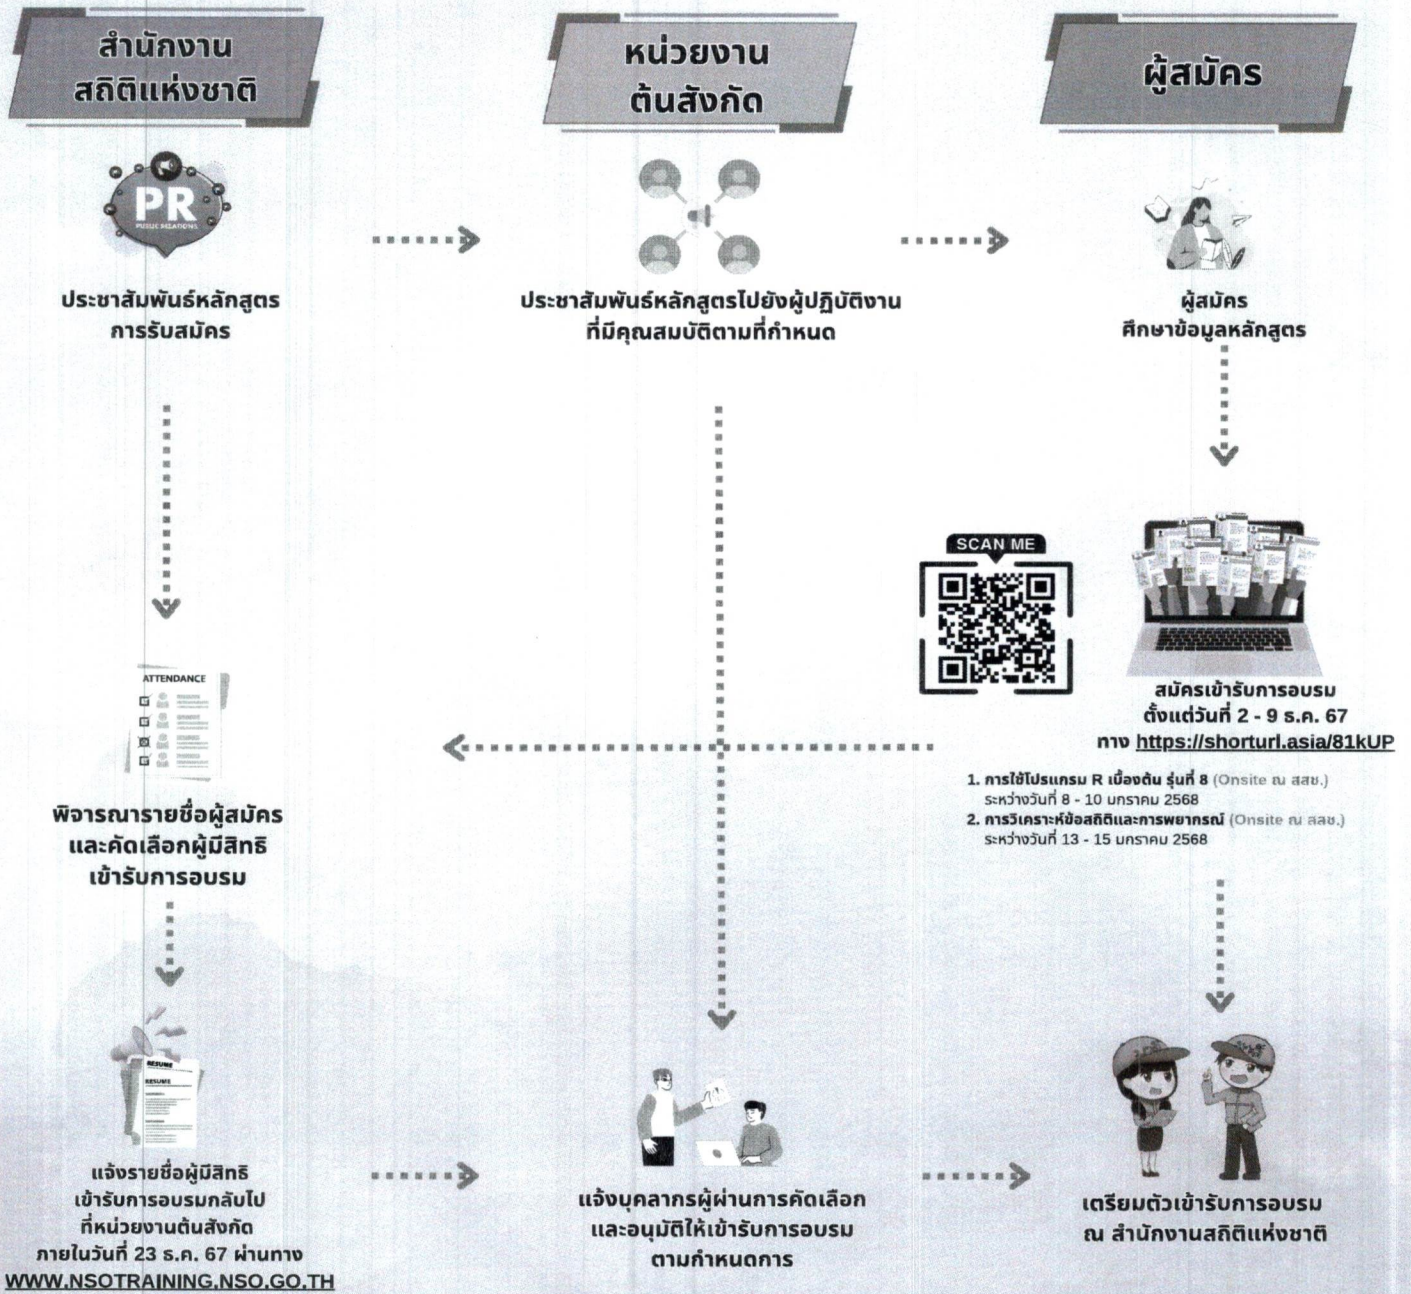 สำนักงาน
สถิติแห่งชาติ
หน่วยงาน
ต้นสังกัด
ผู้สมัคร
PR
PUBLIC RELATIONS
ประชาสัมพันธ์หลักสูตร
การรับสมัคร
ประชาสัมพันธ์หลักสูตรไปยังผู้ปฏิบัติงาน
ที่มีคุณสมบัติตามที่กำหนด
ผู้สมัคร
ศึกษาข้อมูลหลักสูตร
SCAN ME
สมัครเข้ารับการอบรม
ตั้งแต่วันที่ 2 - 9 ธ.ค. 67
ทาง https://shorturl.asia/81kUP
1. การใช้โปรแกรม R เบื้องต้น รุ่นที่ 8 (Onsite ณ สสช.)
ระหว่างวันที่ 8 - 10 มกราคม 2568
2. การวิเคราะห์ข้อสถิติและการพยากรณ์ (Onsite ณ สสช.)
ระหว่างวันที่ 13 - 15 มกราคม 2568
ATTENDANCE
พิจารณารายชื่อผู้สมัคร
และคัดเลือกผู้มีสิทธิ
เข้ารับการอบรม
RESUME
RESUME
แจ้งรายชื่อผู้มีสิทธิ
เข้ารับการอบรมกลับไป
ที่หน่วยงานต้นสังกัด
ภายในวันที่ 23 ธ.ค. 67 ผ่านทาง
WWW.NSOTRAINING.NSO.GO.TH
แจ้งบุคลากรผู้ผ่านการคัดเลือก
และอนุมัติให้เข้ารับการอบรม
ตามกำหนดการ
เตรียมตัวเข้ารับการอบรม
ณ สำนักงานสถิติแห่งชาติ